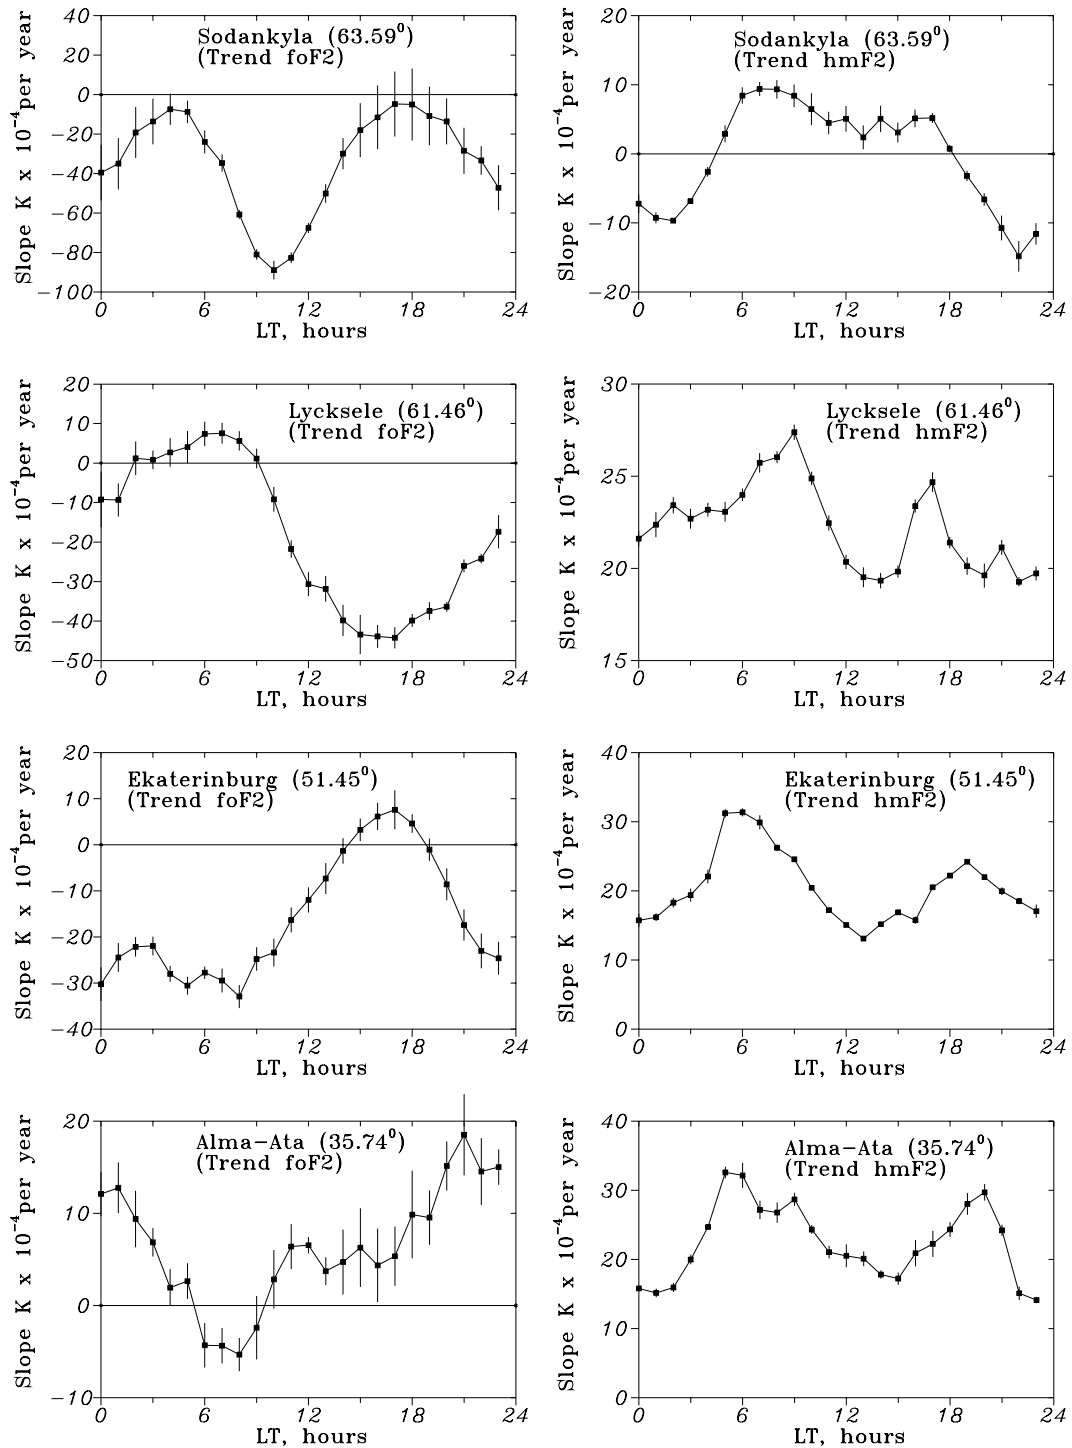 40
20
0
−20
−40
−60
−80
−100
Slope K x 10⁻⁴per year
Sodankyla (63.59⁰)
(Trend foF2)
0 6 12 18 24
LT, hours
20
10
0
−10
−20
Slope K x 10⁻⁴per year
Sodankyla (63.59⁰)
(Trend hmF2)
0 6 12 18 24
LT, hours
20
10
0
−10
−20
−30
−40
−50
Slope K x 10⁻⁴per year
Lycksele (61.46⁰)
(Trend foF2)
0 6 12 18 24
LT, hours
30
25
20
15
Slope K x 10⁻⁴per year
Lycksele (61.46⁰)
(Trend hmF2)
0 6 12 18 24
LT, hours
20
10
0
−10
−20
−30
−40
Slope K x 10⁻⁴per year
Ekaterinburg (51.45⁰)
(Trend foF2)
0 6 12 18 24
LT, hours
40
30
20
10
0
Slope K x 10⁻⁴per year
Ekaterinburg (51.45⁰)
(Trend hmF2)
0 6 12 18 24
LT, hours
20
10
0
−10
Slope K x 10⁻⁴per year
Alma−Ata (35.74⁰)
(Trend foF2)
0 6 12 18 24
LT, hours
40
30
20
10
0
Slope K x 10⁻⁴per year
Alma−Ata (35.74⁰)
(Trend hmF2)
0 6 12 18 24
LT, hours